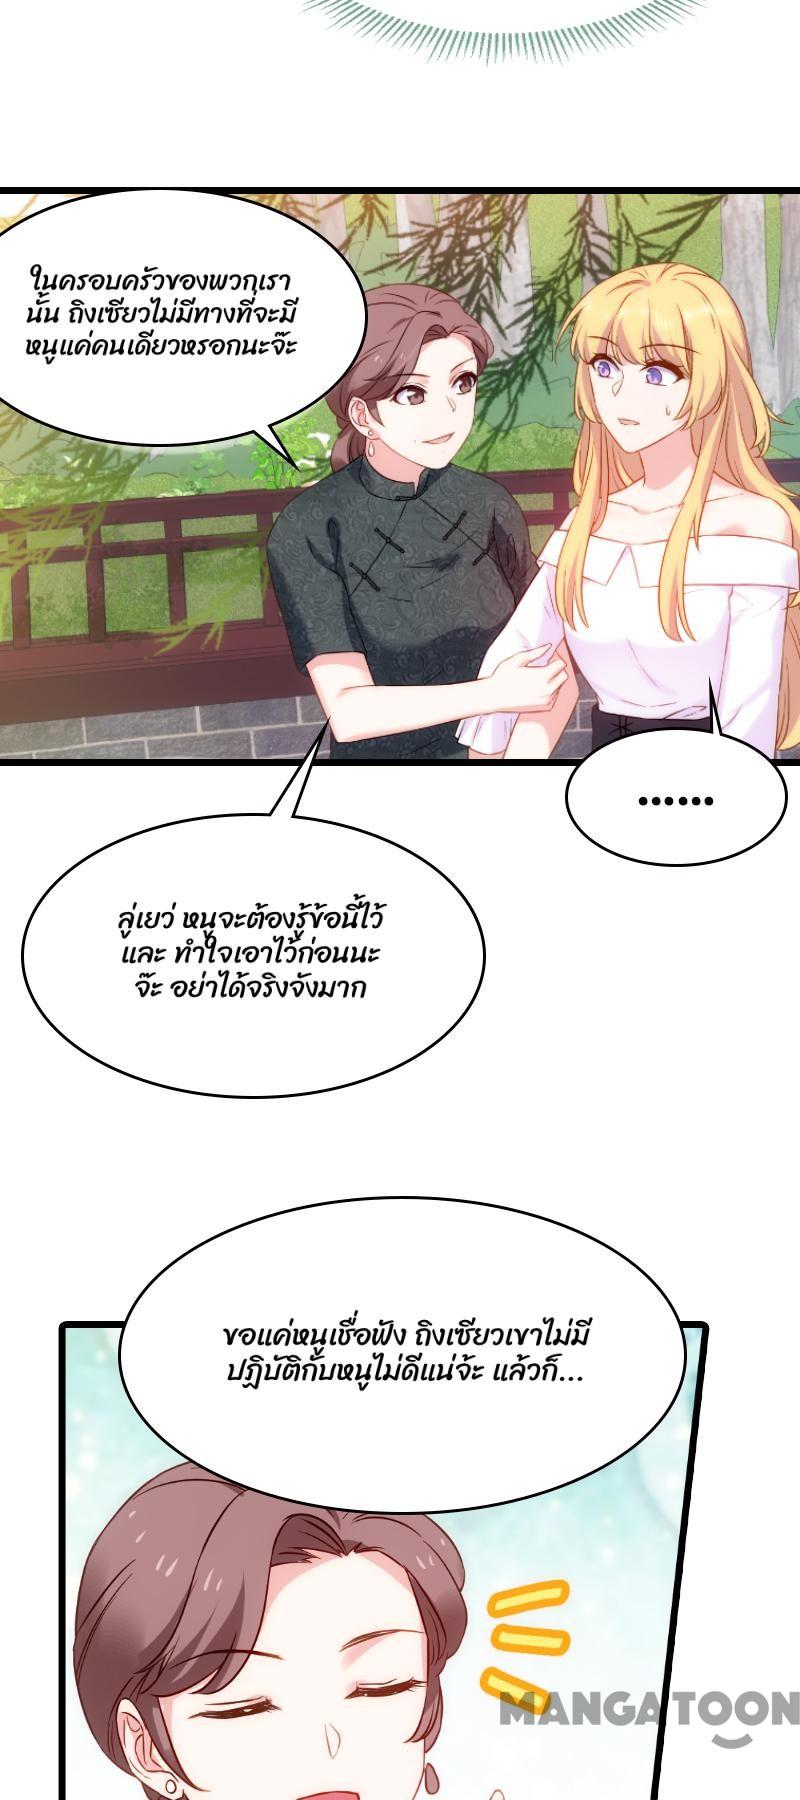 ในครอบครัวของพวกเรา
นั้น ถิงเซียวไม่มีทางที่จะมี
หนูแค่คนเดียวหรอกนะจ๊ะ
......
ลู่เยว่ หนูจะต้องรู้ข้อนี้ไว้
และ ทำใจเอาไว้ก่อนนะ
จ๊ะ อย่าได้จริงจังมาก
ขอแค่หนูเชื่อฟัง ถิงเซียวเขาไม่มี
ปฏิบัติกับหนูไม่ดีแน่จ้ะ แล้วก็...
MANGATOON